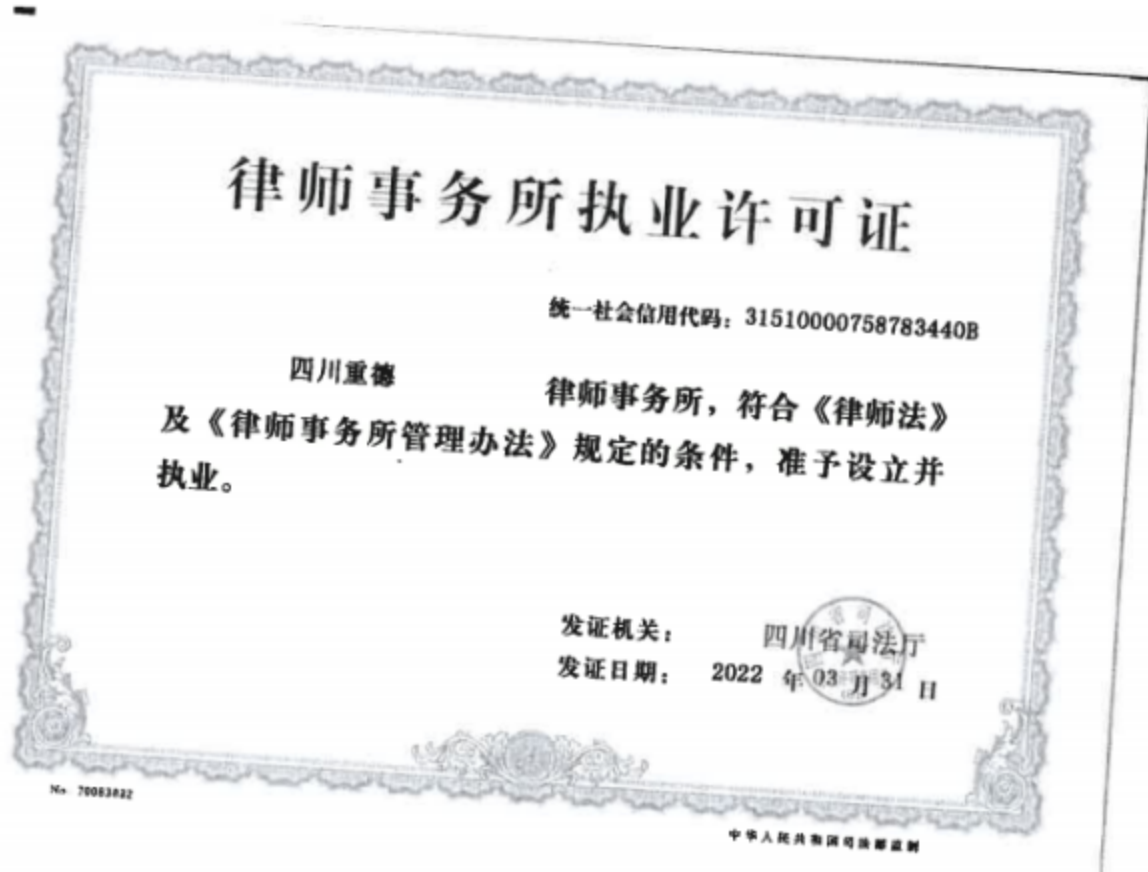 律师事务所执业许可证
统一社会信用代码：31510000758783440B
四川重德 律师事务所，符合《律师法》
及《律师事务所管理办法》规定的条件，准予设立并
执业。
发证机关： 四川省司法厅
发证日期： 2022 年 03 月 31 日
No.
中华人民共和国司法部监制